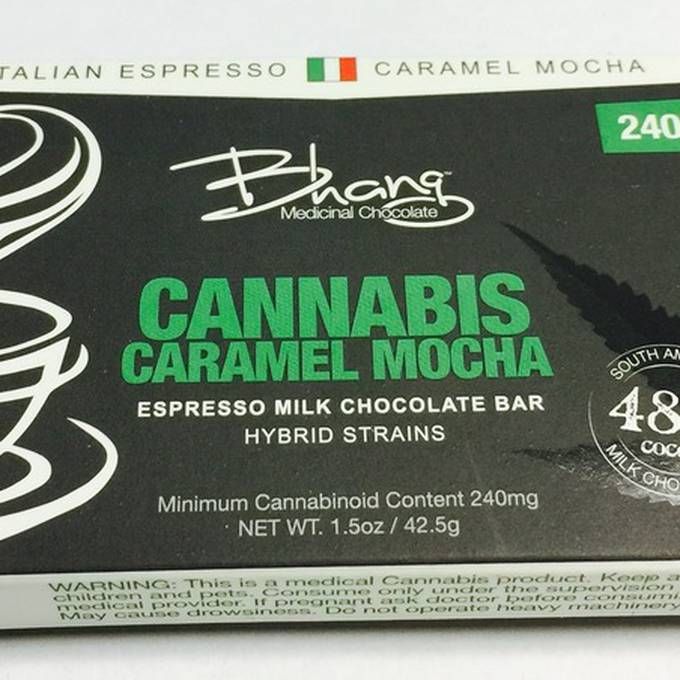 TALIAN ESPRESSO CARAMEL MOCHA
240
Bhang™
Medicinal Chocolate
CANNABIS
CARAMEL MOCHA
ESPRESSO MILK CHOCOLATE BAR
HYBRID STRAINS
SOUTH AM
48
COC
MILK CHO
Minimum Cannabinoid Content 240mg
NET WT. 1.5oz / 42.5g
WARNING: This is a medical Cannabis product. Keep a
children and pets. Consume only under the supervision
medical provider. If pregnant ask doctor before consumi
May cause drowsiness. Do not operate heavy machinery